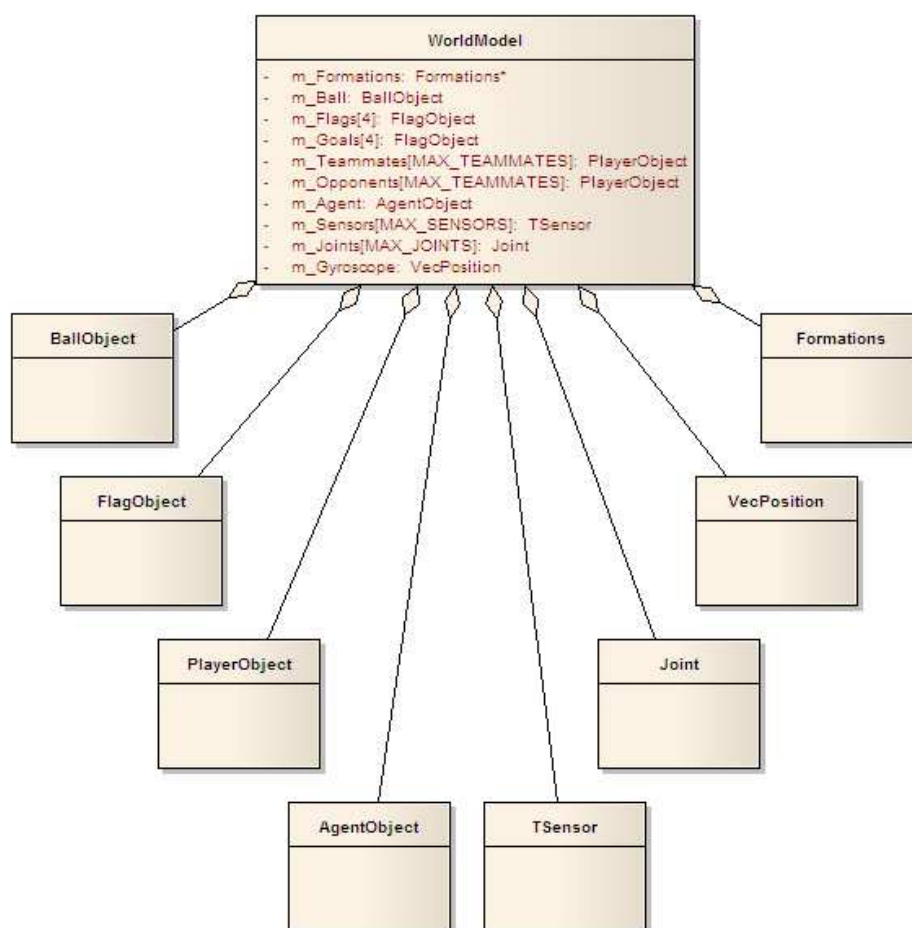 WorldModel
- m_Formations: Formations*
- m_Ball: BallObject
- m_Flags[4]: FlagObject
- m_Goals[4]: FlagObject
- m_Teammates[MAX_TEAMMATES]: PlayerObject
- m_Opponents[MAX_TEAMMATES]: PlayerObject
- m_Agent: AgentObject
- m_Sensors[MAX_SENSORS]: TSensor
- m_Joints[MAX_JOINTS]: Joint
- m_Gyroscope: VecPosition
BallObject
Formations
FlagObject
VecPosition
PlayerObject
Joint
AgentObject
TSensor